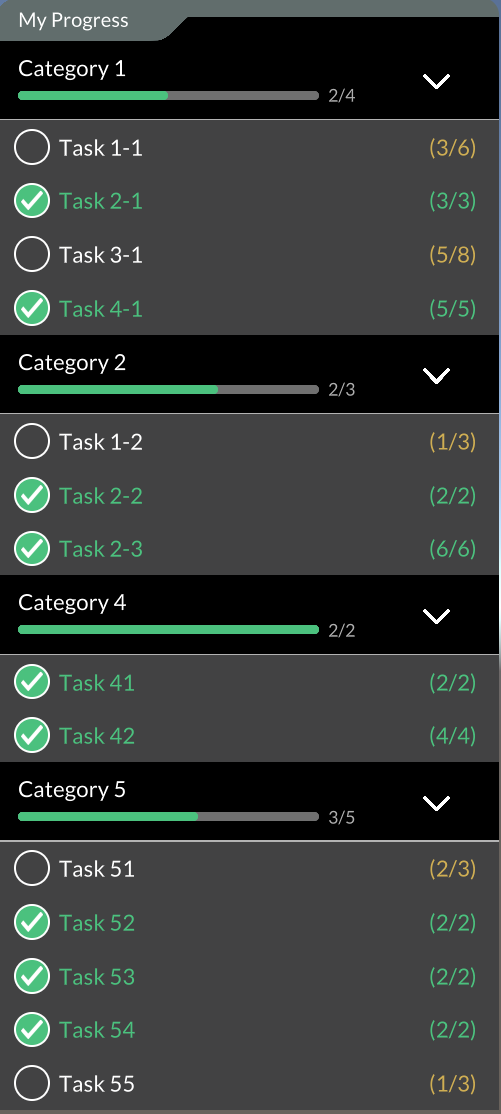 My Progress
Category 1
2/4
Task 1-1 (3/6)
Task 2-1 (3/3)
Task 3-1 (5/8)
Task 4-1 (5/5)
Category 2
2/3
Task 1-2 (1/3)
Task 2-2 (2/2)
Task 2-3 (6/6)
Category 4
2/2
Task 41 (2/2)
Task 42 (4/4)
Category 5
3/5
Task 51 (2/3)
Task 52 (2/2)
Task 53 (2/2)
Task 54 (2/2)
Task 55 (1/3)